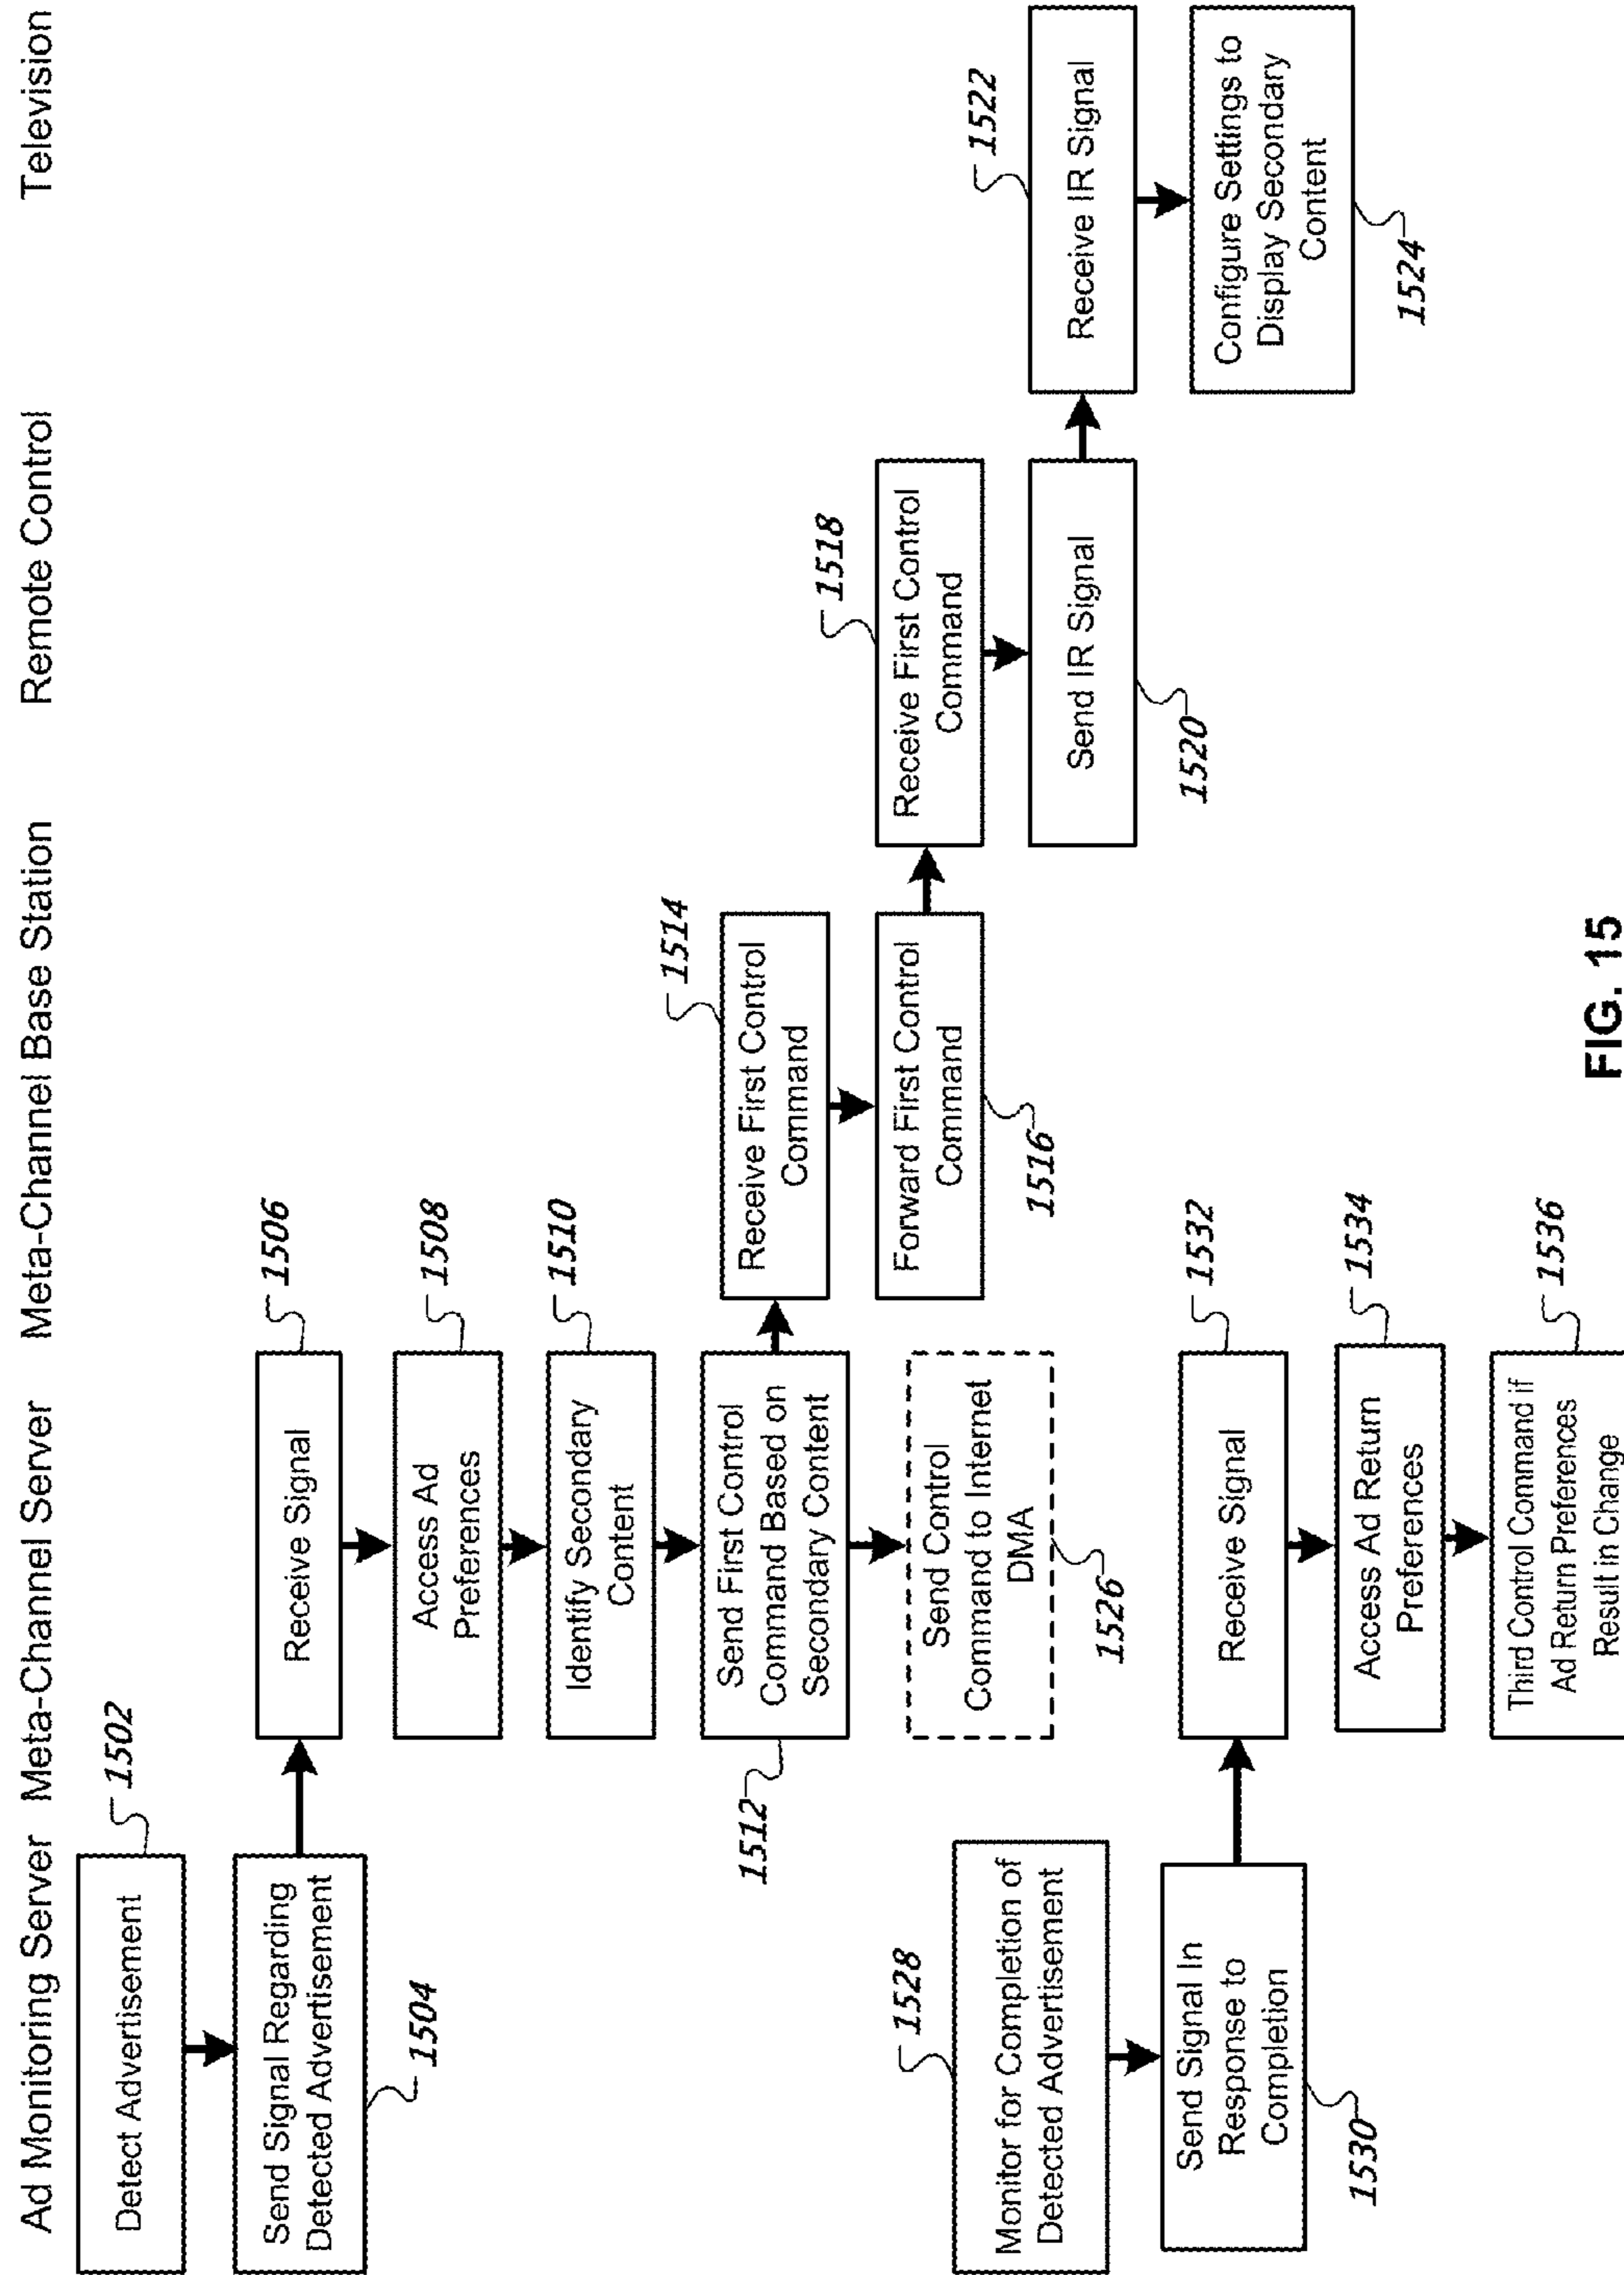 Ad Monitoring Server
Meta-Channel Server
Meta-Channel Base Station
Remote Control
Television
Detect Advertisement
1502
Send Signal Regarding
Detected Advertisement
1504
Receive Signal
1506
Access Ad
Preferences
1508
Identify Secondary
Content
1510
Send First Control
Command Based on
Secondary Content
1512
Receive First Control
Command
1514
Forward First Control
Command
1516
Receive First Control
Command
1518
Send IR Signal
1520
Receive IR Signal
1522
Configure Settings to
Display Secondary
Content
1524
Send Control
Command to Internet
DMA
1526
Monitor for Completion of
Detected Advertisement
1528
Send Signal In
Response to
Completion
1530
Receive Signal
1532
Access Ad Return
Preferences
1534
Third Control Command if
Ad Return Preferences
Result in Change
1536
FIG. 15